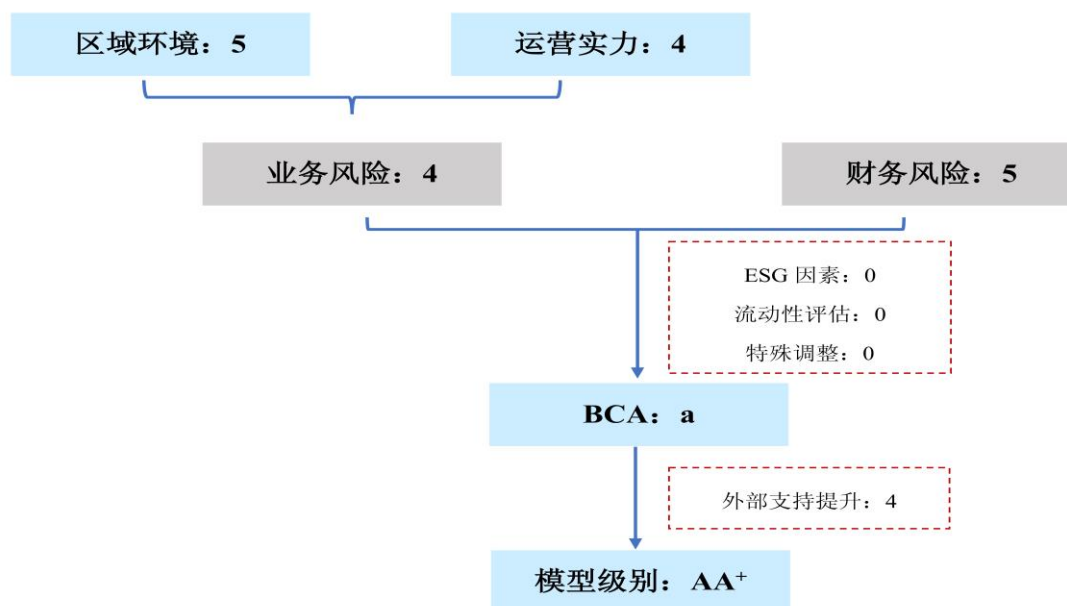 区域环境：5
运营实力：4
业务风险：4
财务风险：5
ESG 因素：0
流动性评估：0
特殊调整：0
BCA：a
外部支持提升：4
模型级别：AA⁺